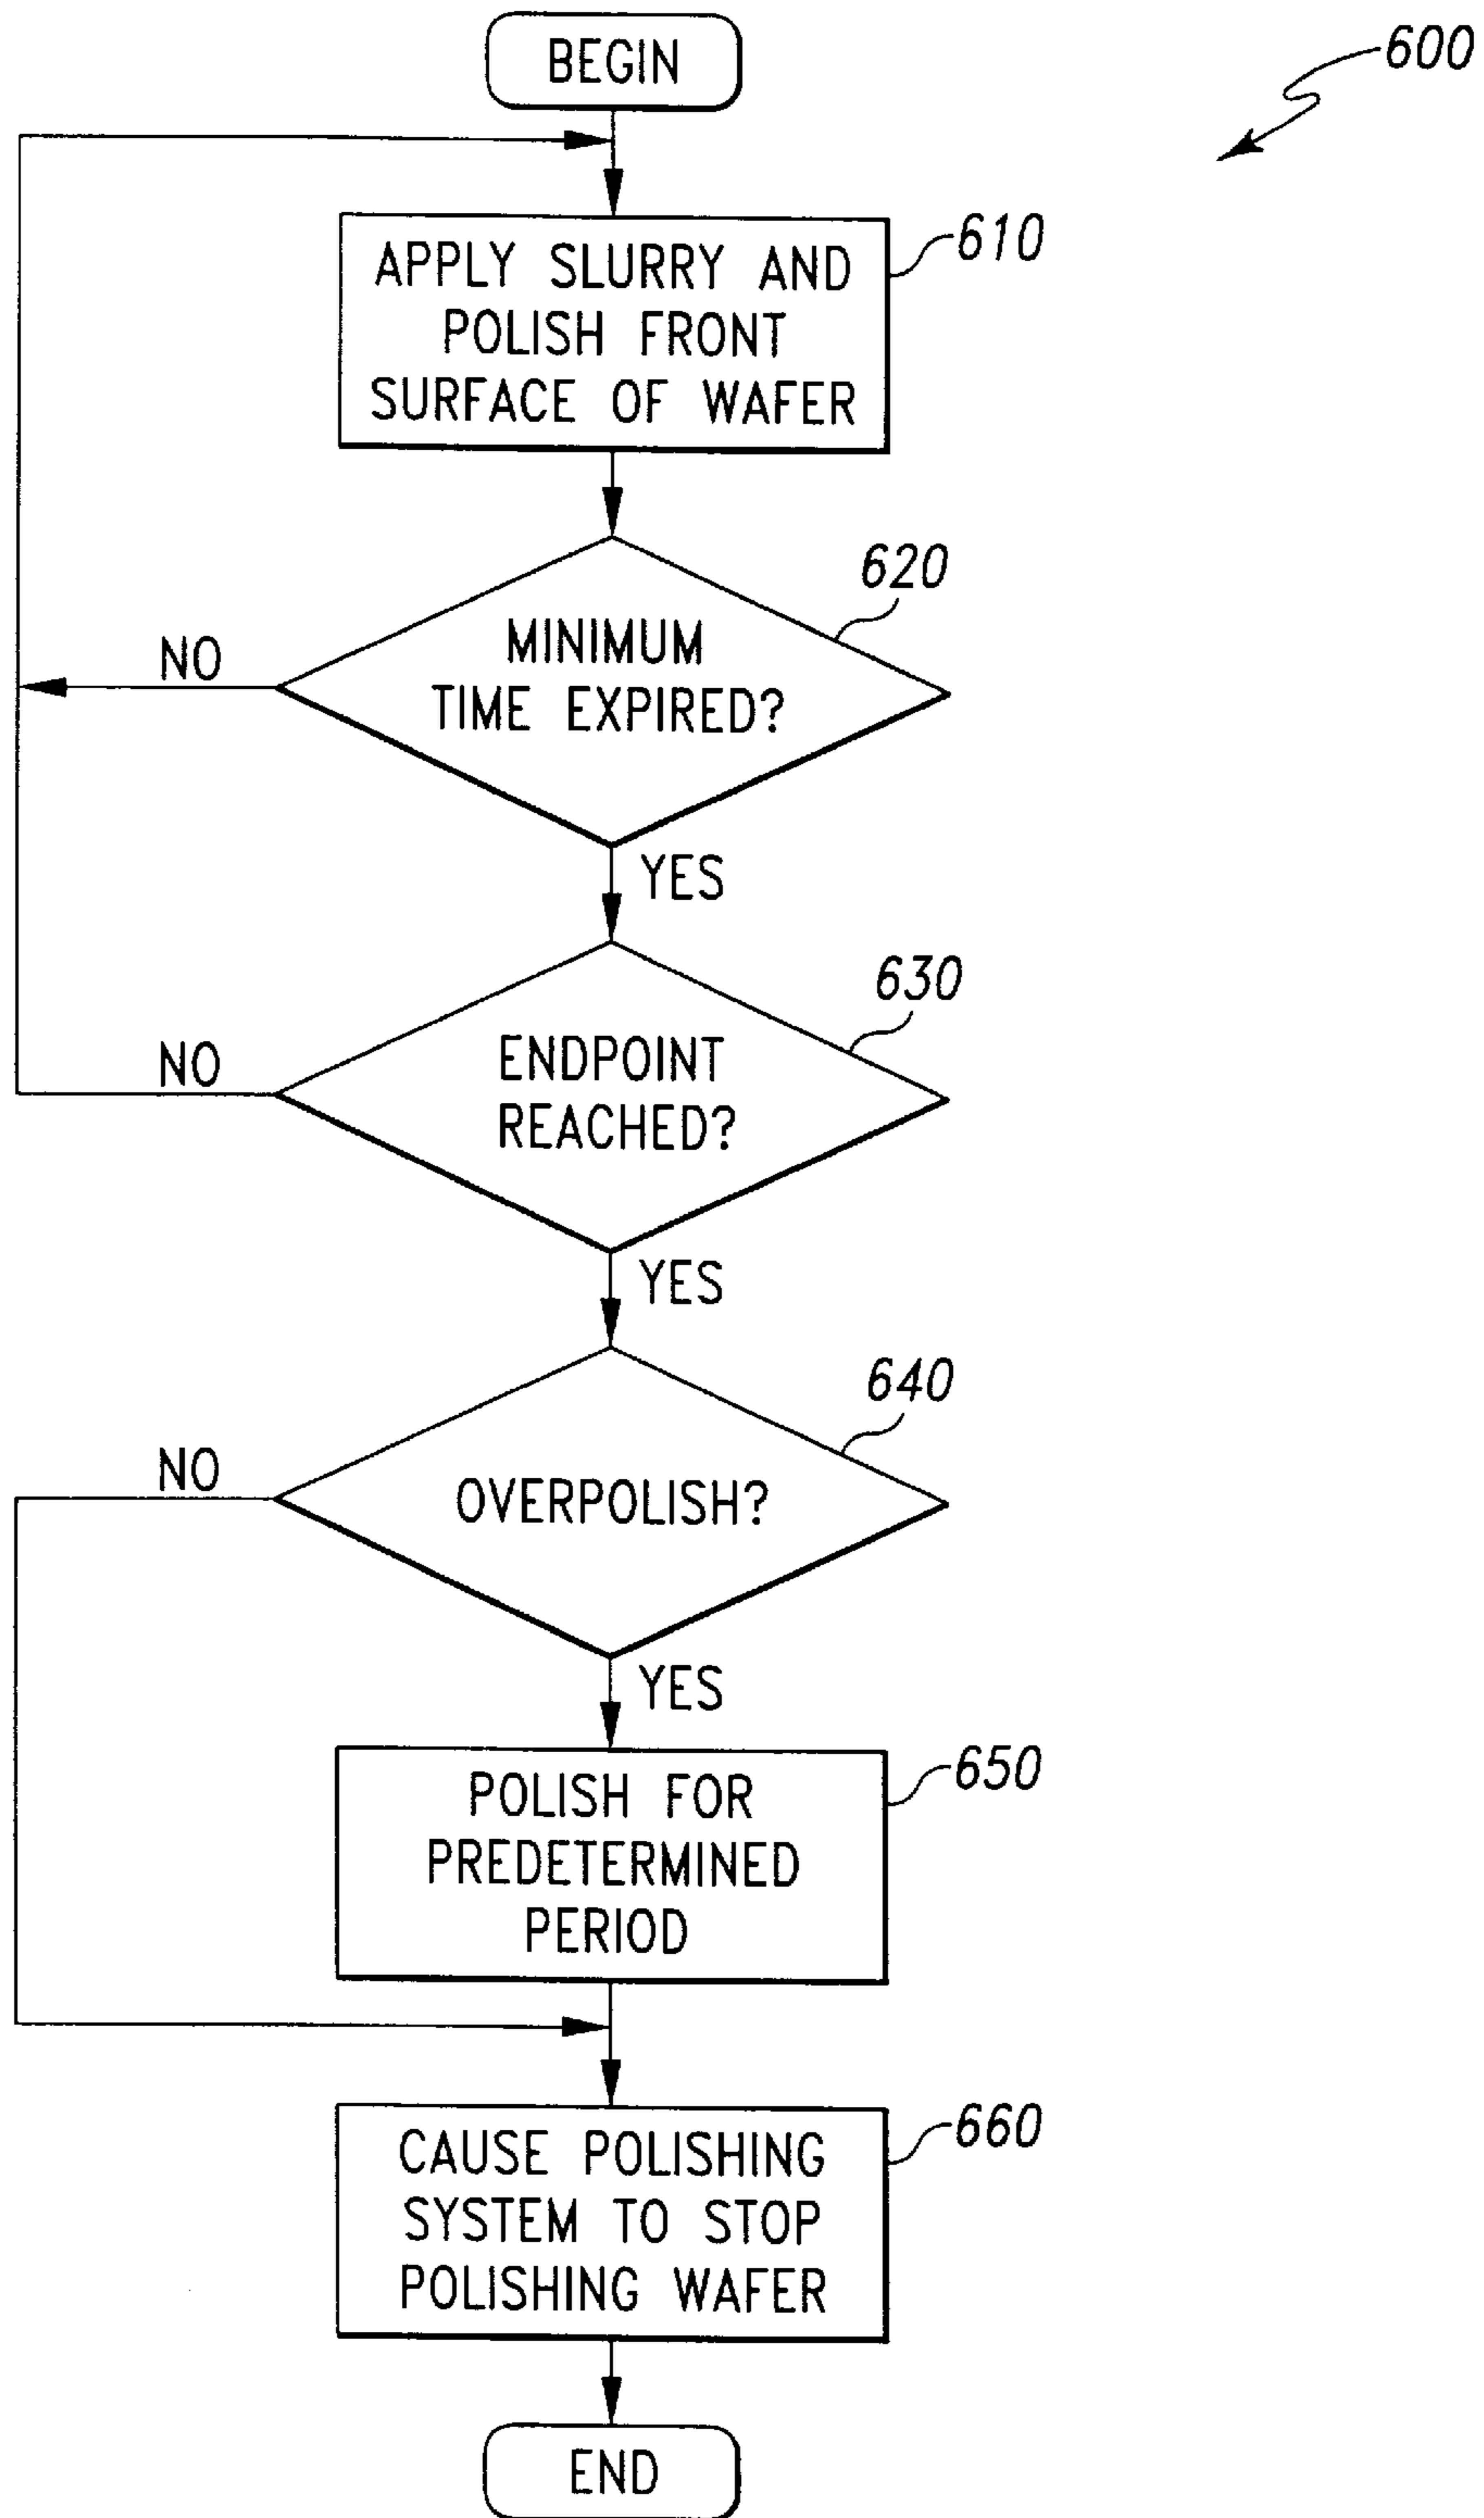 BEGIN
600
APPLY SLURRY AND
POLISH FRONT
SURFACE OF WAFER
610
620
MINIMUM
TIME EXPIRED?
NO
YES
630
ENDPOINT
REACHED?
NO
YES
640
OVERPOLISH?
NO
YES
POLISH FOR
PREDETERMINED
PERIOD
650
CAUSE POLISHING
SYSTEM TO STOP
POLISHING WAFER
660
END